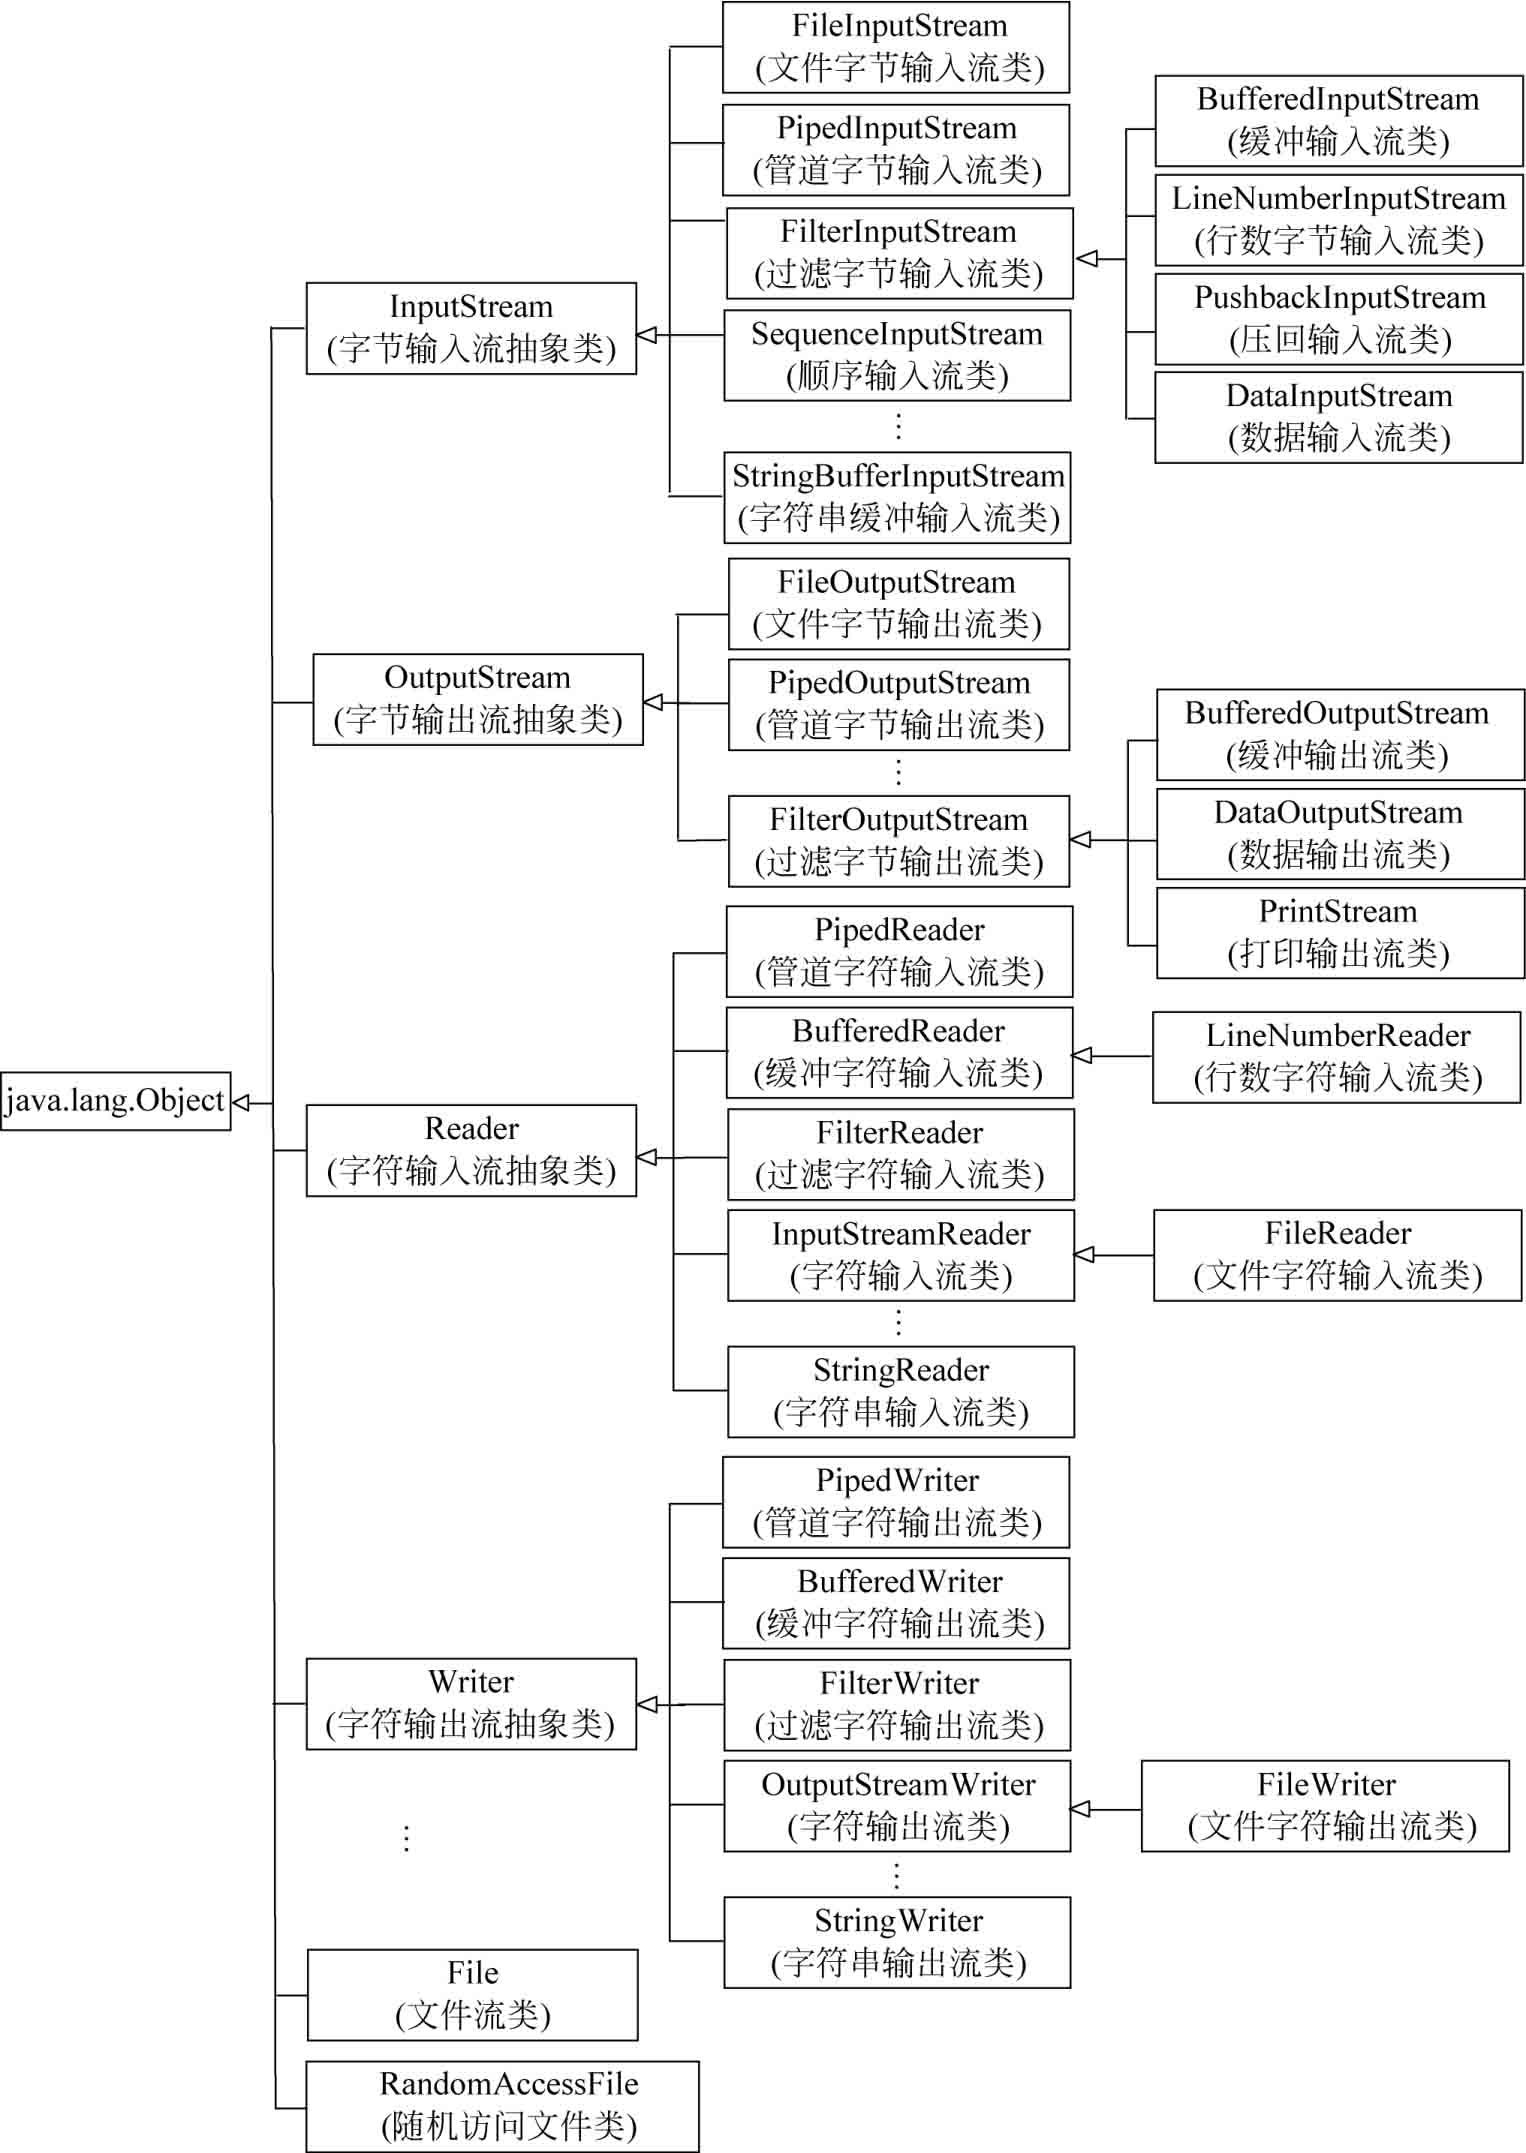 java.lang.Object
InputStream
(字节输入流抽象类)
FileInputStream
(文件字节输入流类)
PipedInputStream
(管道字节输入流类)
FilterInputStream
(过滤字节输入流类)
BufferedInputStream
(缓冲输入流类)
LineNumberInputStream
(行数字节输入流类)
PushbackInputStream
(压回输入流类)
DataInputStream
(数据输入流类)
SequenceInputStream
(顺序输入流类)
⋮
StringBufferInputStream
(字符串缓冲输入流类)
OutputStream
(字节输出流抽象类)
FileOutputStream
(文件字节输出流类)
PipedOutputStream
(管道字节输出流类)
⋮
FilterOutputStream
(过滤字节输出流类)
BufferedOutputStream
(缓冲输出流类)
DataOutputStream
(数据输出流类)
PrintStream
(打印输出流类)
Reader
(字符输入流抽象类)
PipedReader
(管道字符输入流类)
BufferedReader
(缓冲字符输入流类)
LineNumberReader
(行数字符输入流类)
FilterReader
(过滤字符输入流类)
InputStreamReader
(字符输入流类)
FileReader
(文件字符输入流类)
⋮
StringReader
(字符串输入流类)
Writer
(字符输出流抽象类)
PipedWriter
(管道字符输出流类)
BufferedWriter
(缓冲字符输出流类)
FilterWriter
(过滤字符输出流类)
OutputStreamWriter
(字符输出流类)
FileWriter
(文件字符输出流类)
⋮
StringWriter
(字符串输出流类)
⋮
File
(文件流类)
RandomAccessFile
(随机访问文件类)